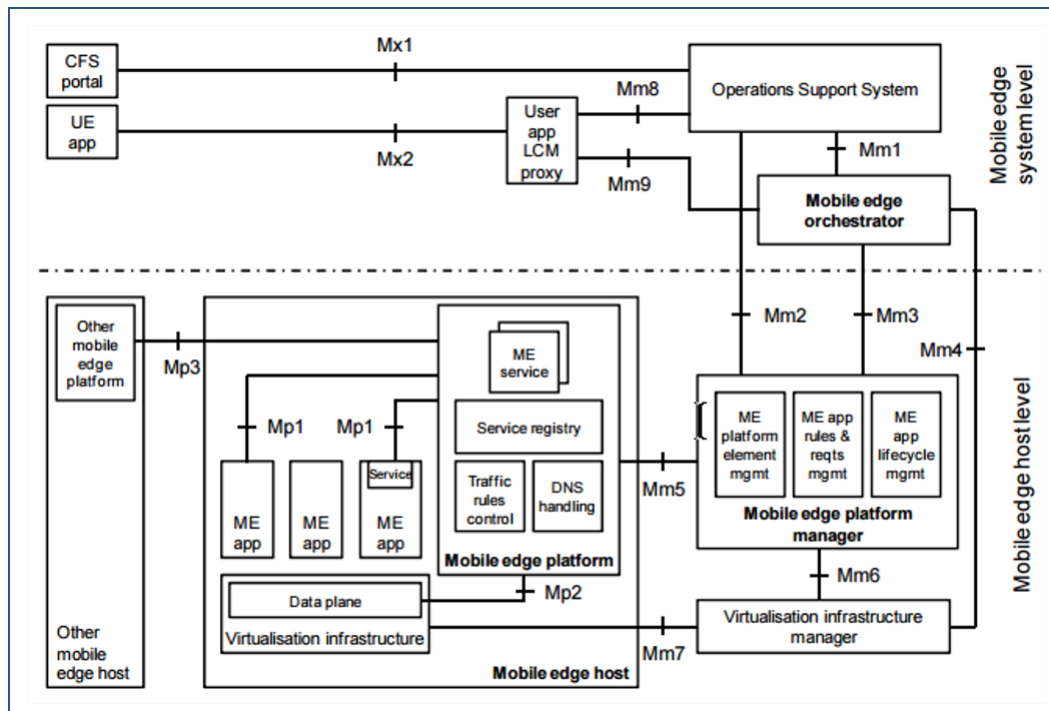 Mx1
CFS
portal
Operations Support System
Mm8
UE
app
User
app
LCM
proxy
Mx2
Mm9
Mm1
Mobile edge
orchestrator
Mobile edge
system level
Other
mobile
edge
platform
Mp3
ME
service
Mm2
Mm3
Mm4
Mp1
Mp1
Service registry
ME
platform
element
mgmt
ME app
rules &
reqts
mgmt
ME
app
lifecycle
mgmt
Mm5
Service
ME
app
ME
app
ME
app
Traffic
rules
control
DNS
handling
Mobile edge platform
Mobile edge platform
manager
Mp2
Mm6
Data plane
Virtualisation infrastructure
Mm7
Virtualisation infrastructure
manager
Other
mobile
edge host
Mobile edge host
Mobile edge host level